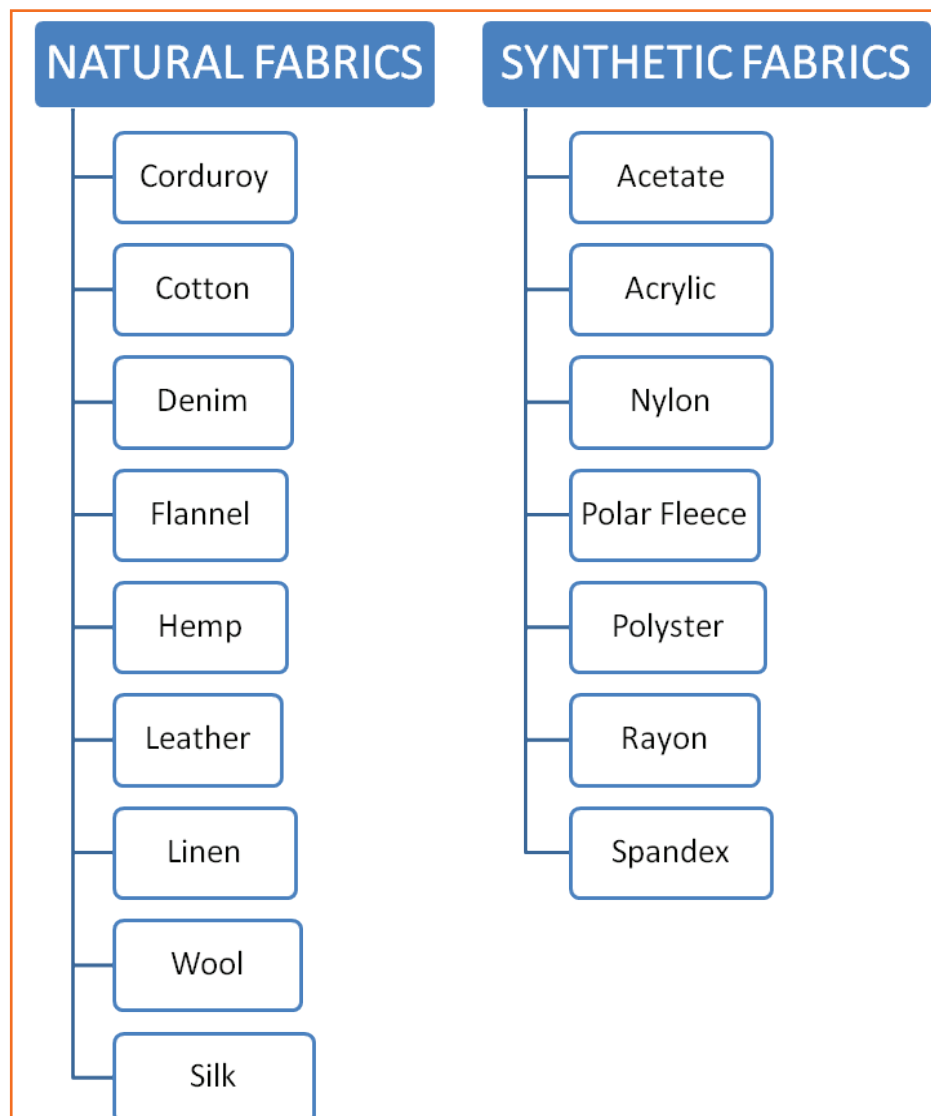 NATURAL FABRICS
Corduroy
Cotton
Denim
Flannel
Hemp
Leather
Linen
Wool
Silk
SYNTHETIC FABRICS
Acetate
Acrylic
Nylon
Polar Fleece
Polyster
Rayon
Spandex